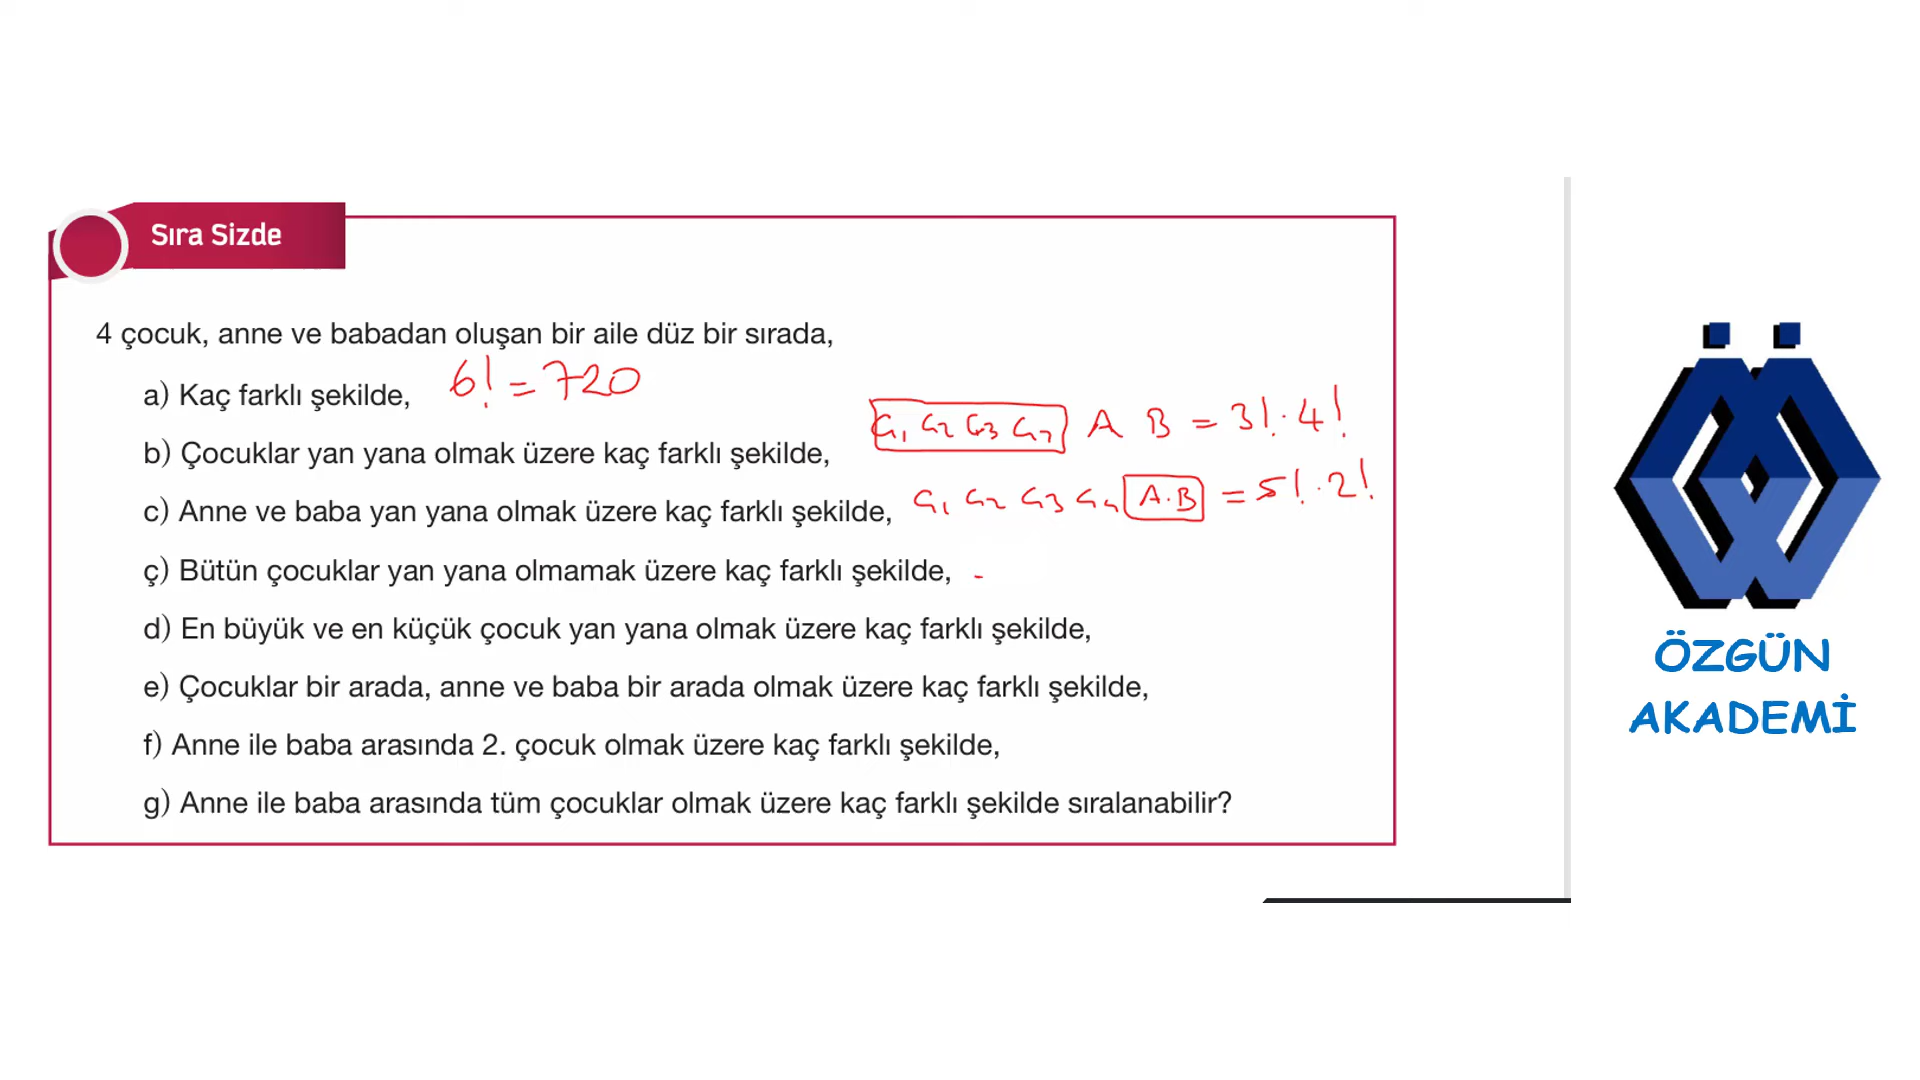 Sıra Sizde
4 çocuk, anne ve babadan oluşan bir aile düz bir sırada,
a) Kaç farklı şekilde, 6! = 720
b) Çocuklar yan yana olmak üzere kaç farklı şekilde, Ç1 Ç2 Ç3 Ç4 A B = 3! · 4!
c) Anne ve baba yan yana olmak üzere kaç farklı şekilde, Ç1 Ç2 Ç3 Ç4 A·B = 5! · 2!
ç) Bütün çocuklar yan yana olmamak üzere kaç farklı şekilde, -
d) En büyük ve en küçük çocuk yan yana olmak üzere kaç farklı şekilde,
e) Çocuklar bir arada, anne ve baba bir arada olmak üzere kaç farklı şekilde,
f) Anne ile baba arasında 2. çocuk olmak üzere kaç farklı şekilde,
g) Anne ile baba arasında tüm çocuklar olmak üzere kaç farklı şekilde sıralanabilir?
ÖZGÜN
AKADEMİ